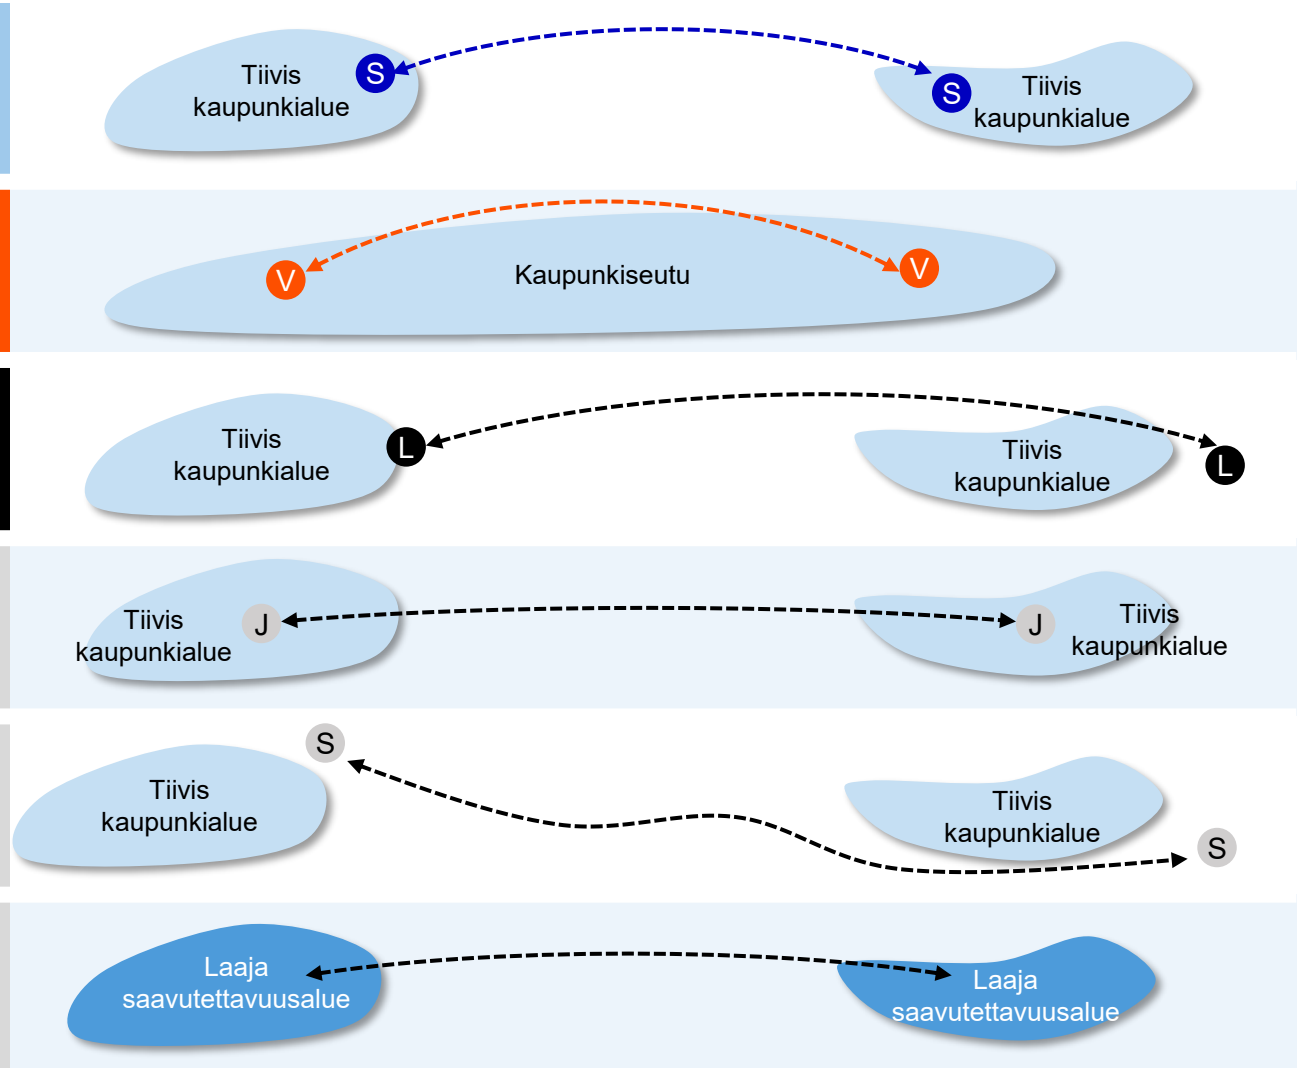 Tiivis
kaupunkialue
S
S
Tiivis
kaupunkialue
V
Kaupunkiseutu
V
Tiivis
kaupunkialue
L
Tiivis
kaupunkialue
L
Tiivis
kaupunkialue
J
J
Tiivis
kaupunkialue
S
Tiivis
kaupunkialue
Tiivis
kaupunkialue
S
Laaja
saavutettavuusalue
Laaja
saavutettavuusalue